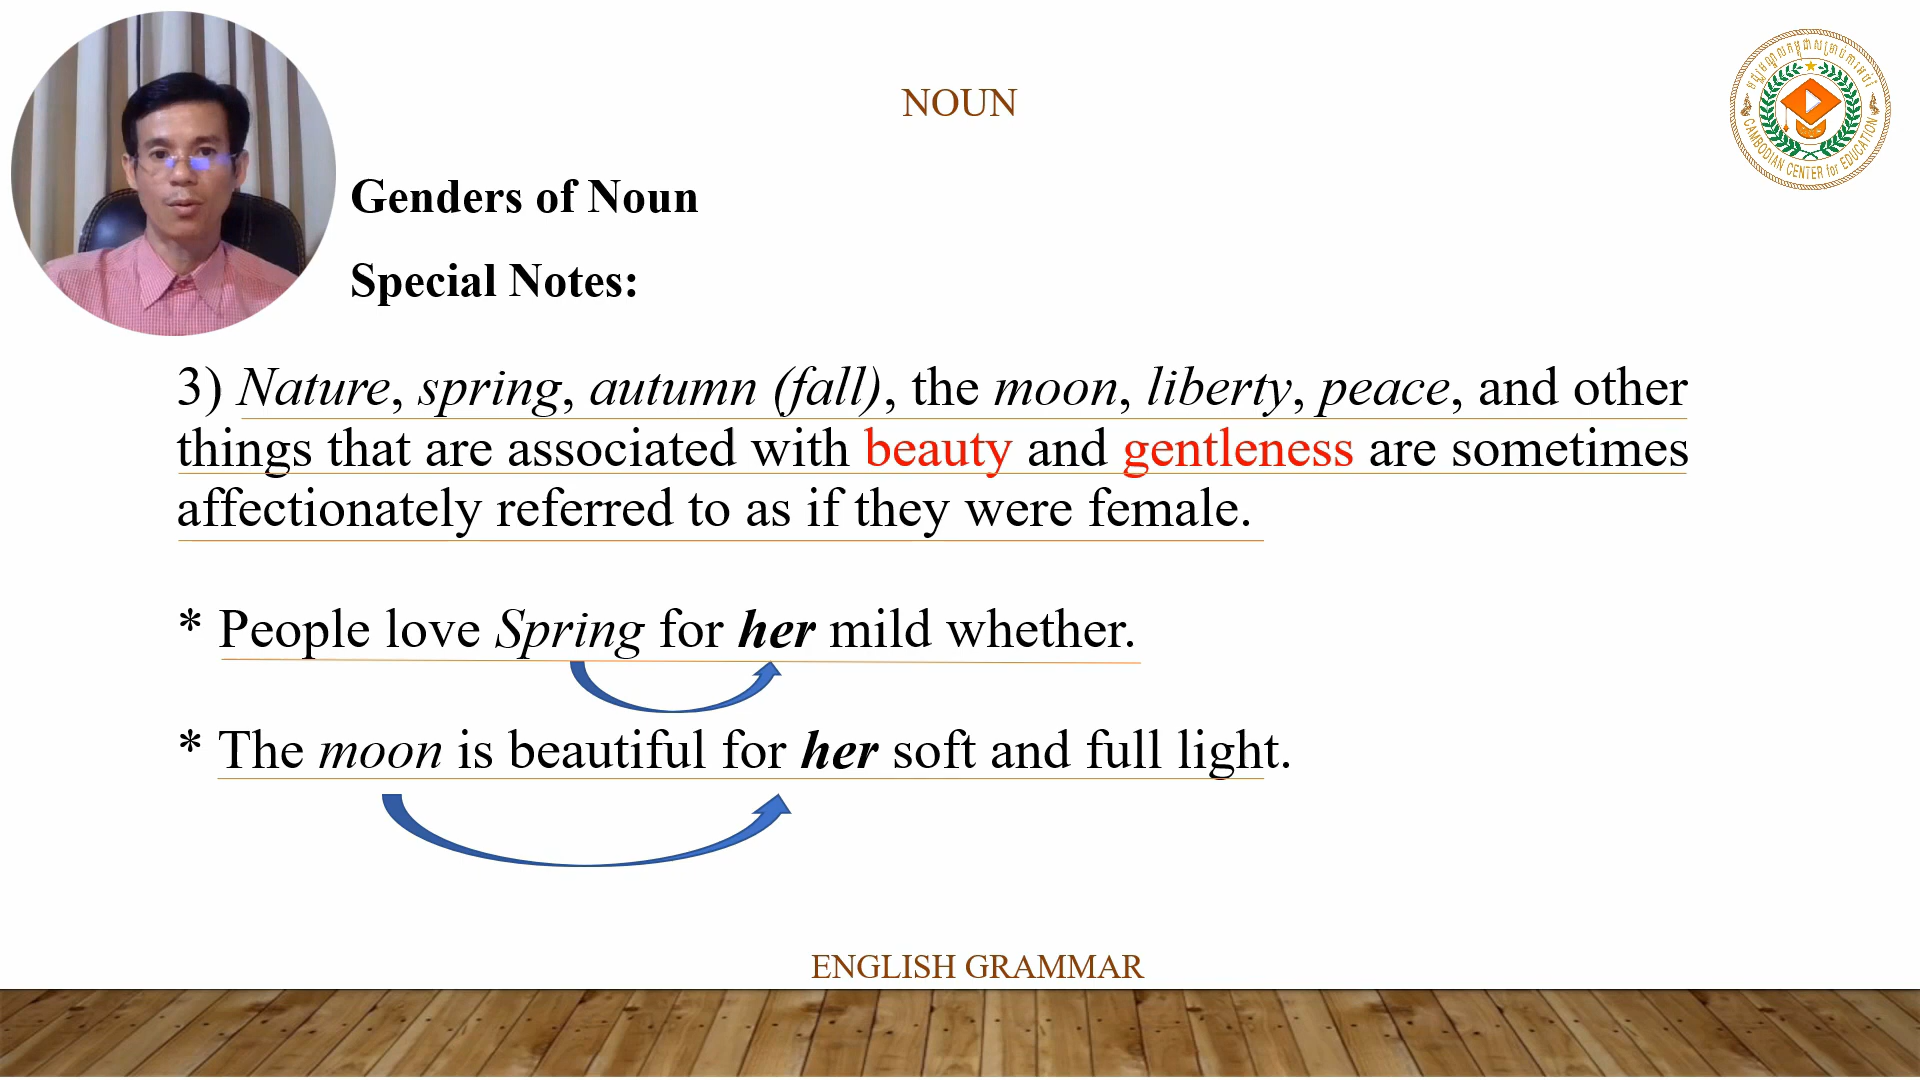 NOUN
CAMBODIAN CENTER for EDUCATION
Genders of Noun
Special Notes:
3) Nature, spring, autumn (fall), the moon, liberty, peace, and other
things that are associated with beauty and gentleness are sometimes
affectionately referred to as if they were female.
* People love Spring for her mild whether.
* The moon is beautiful for her soft and full light.
ENGLISH GRAMMAR